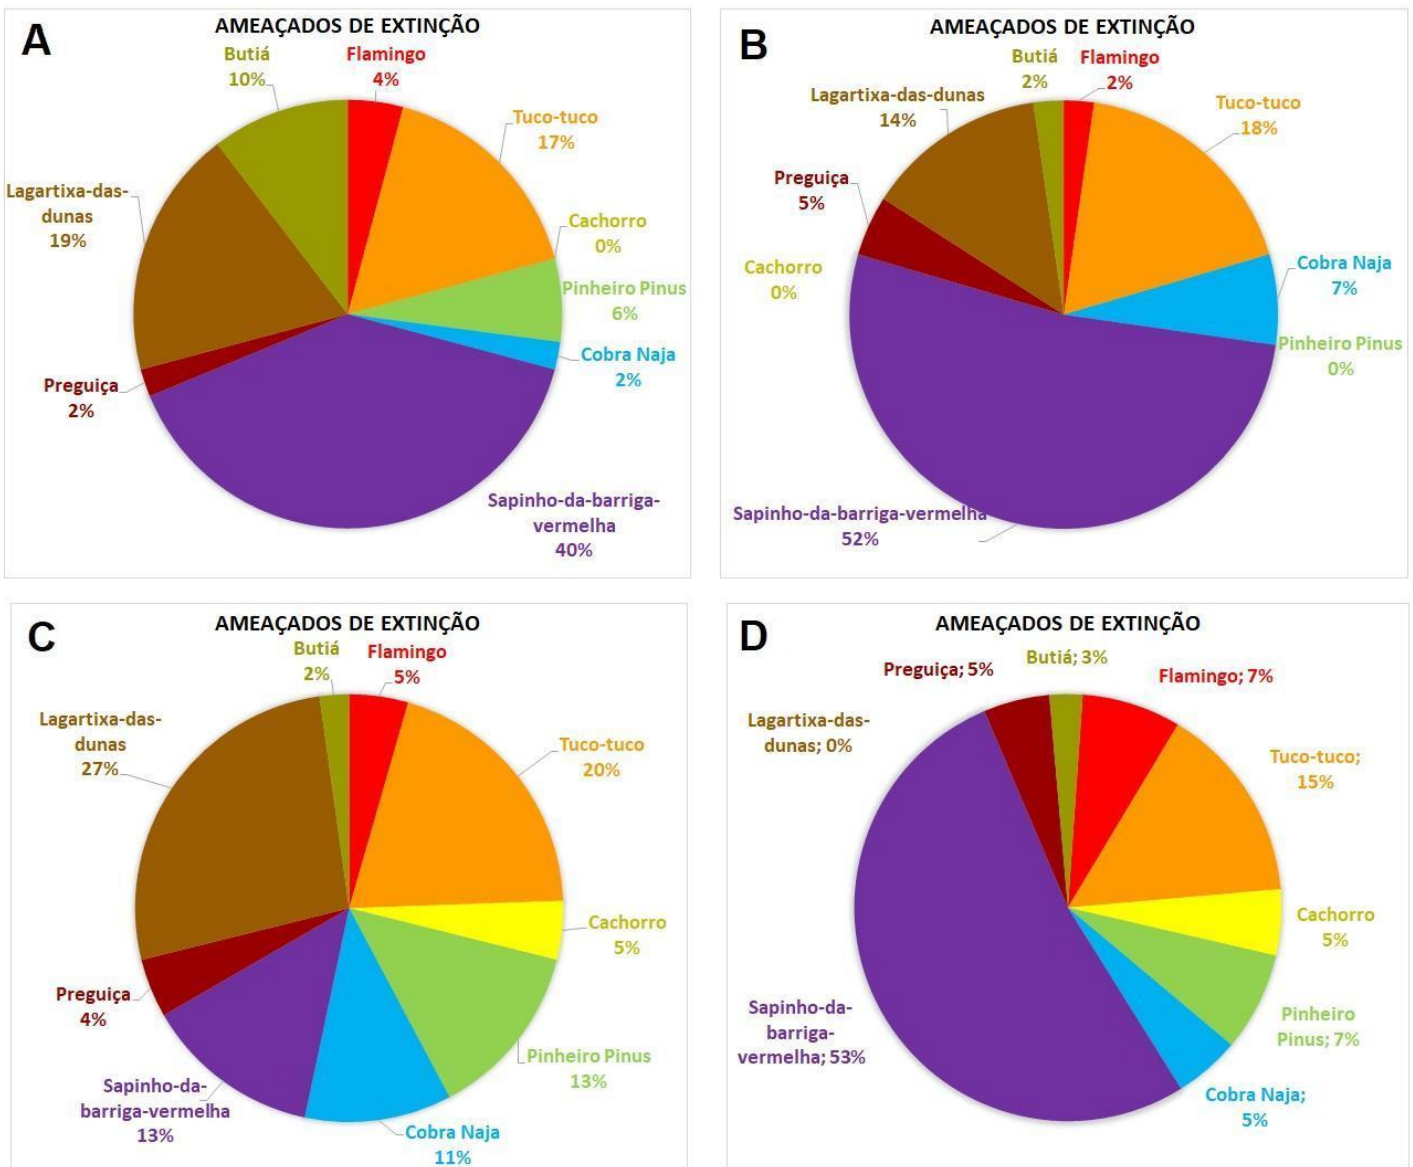 A
AMEAÇADOS DE EXTINÇÃO
Butiá
10%
Flamingo
4%
Tuco-tuco
17%
Cachorro
0%
Pinheiro Pinus
6%
Cobra Naja
2%
Sapinho-da-barriga-
vermelha
40%
Preguiça
2%
Lagartixa-das-
dunas
19%
B
AMEAÇADOS DE EXTINÇÃO
Butiá
2%
Flamingo
2%
Tuco-tuco
18%
Cobra Naja
7%
Pinheiro Pinus
0%
Sapinho-da-barriga-vermelha
52%
Cachorro
0%
Preguiça
5%
Lagartixa-das-dunas
14%
C
AMEAÇADOS DE EXTINÇÃO
Butiá
2%
Flamingo
5%
Tuco-tuco
20%
Cachorro
5%
Pinheiro Pinus
13%
Cobra Naja
11%
Sapinho-da-
barriga-vermelha
13%
Preguiça
4%
Lagartixa-das-
dunas
27%
D
AMEAÇADOS DE EXTINÇÃO
Butiá; 3%
Flamingo; 7%
Tuco-tuco;
15%
Cachorro
5%
Pinheiro
Pinus; 7%
Cobra Naja;
5%
Sapinho-da-
barriga-
vermelha; 53%
Lagartixa-das-
dunas; 0%
Preguiça; 5%